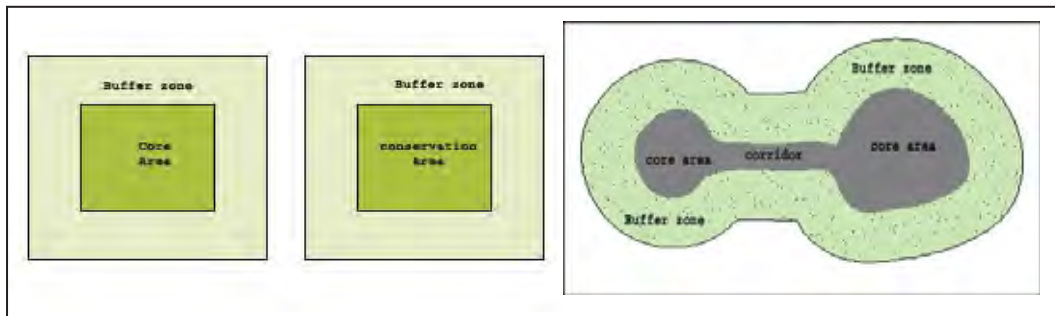 Buffer zone
Core
Area
Buffer zone
conservation
Area
Buffer zone
core area
corridor
core area
Buffer zone